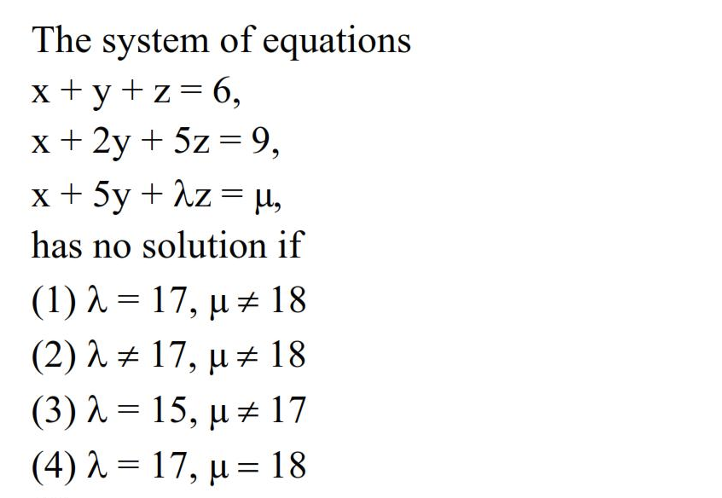 The system of equations
x + y + z = 6,
x + 2y + 5z = 9,
x + 5y + λz = μ,
has no solution if
(1) λ = 17, μ ≠ 18
(2) λ ≠ 17, μ ≠ 18
(3) λ = 15, μ ≠ 17
(4) λ = 17, μ = 18